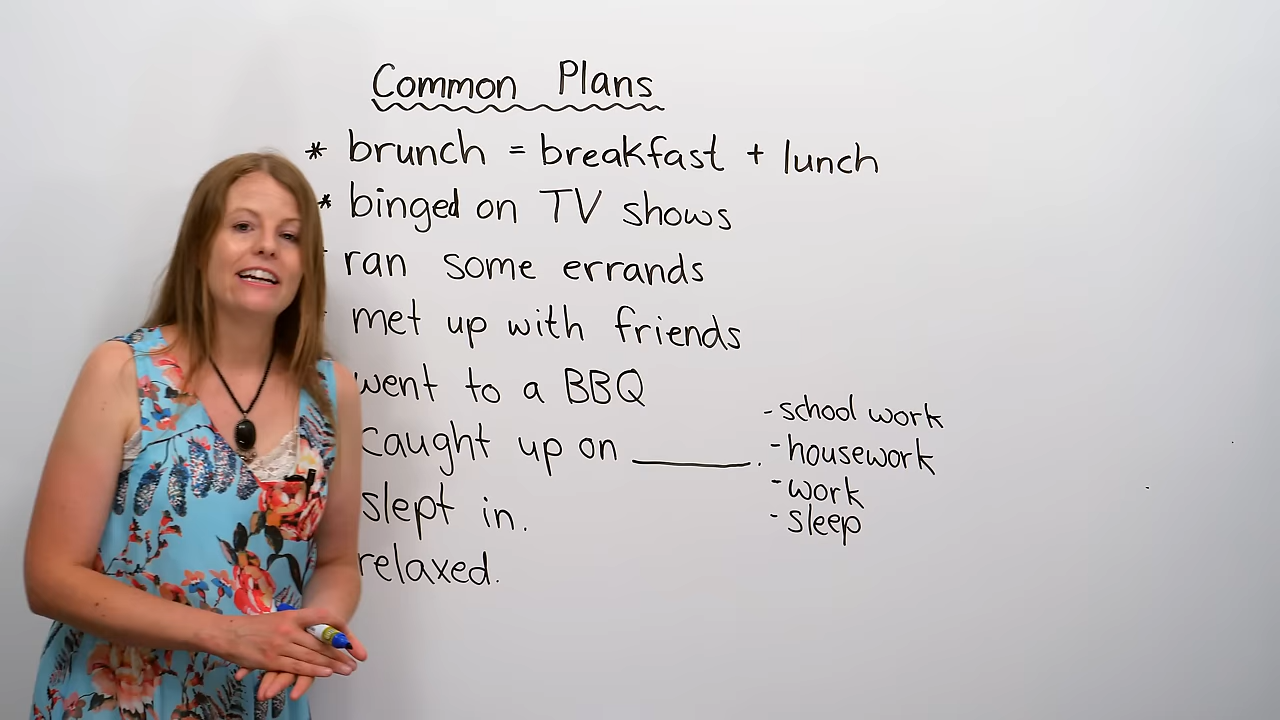 Common Plans
* brunch = breakfast + lunch
* binged on TV shows
ran some errands
met up with friends
went to a BBQ
caught up on ______.
- school work
- housework
- work
- sleep
slept in.
relaxed.